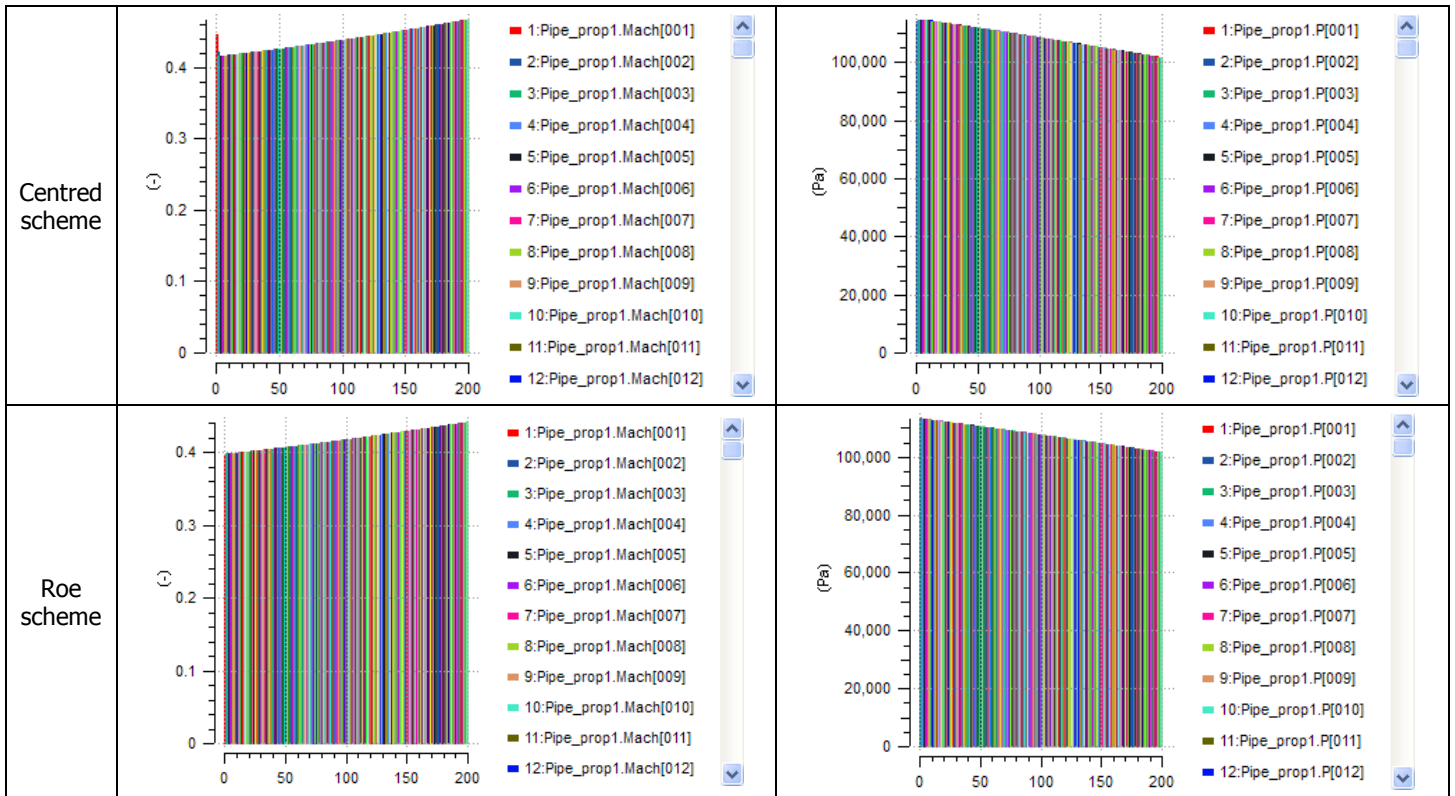 Centred
scheme
0.4
0.3
0.2
0.1
0
(-)
0 50 100 150 200
1:Pipe_prop1.Mach[001]
2:Pipe_prop1.Mach[002]
3:Pipe_prop1.Mach[003]
4:Pipe_prop1.Mach[004]
5:Pipe_prop1.Mach[005]
6:Pipe_prop1.Mach[006]
7:Pipe_prop1.Mach[007]
8:Pipe_prop1.Mach[008]
9:Pipe_prop1.Mach[009]
10:Pipe_prop1.Mach[010]
11:Pipe_prop1.Mach[011]
12:Pipe_prop1.Mach[012]
100,000
80,000
60,000
40,000
20,000
0
(Pa)
0 50 100 150 200
1:Pipe_prop1.P[001]
2:Pipe_prop1.P[002]
3:Pipe_prop1.P[003]
4:Pipe_prop1.P[004]
5:Pipe_prop1.P[005]
6:Pipe_prop1.P[006]
7:Pipe_prop1.P[007]
8:Pipe_prop1.P[008]
9:Pipe_prop1.P[009]
10:Pipe_prop1.P[010]
11:Pipe_prop1.P[011]
12:Pipe_prop1.P[012]
Roe
scheme
0.4
0.3
0.2
0.1
0
(-)
0 50 100 150 200
1:Pipe_prop1.Mach[001]
2:Pipe_prop1.Mach[002]
3:Pipe_prop1.Mach[003]
4:Pipe_prop1.Mach[004]
5:Pipe_prop1.Mach[005]
6:Pipe_prop1.Mach[006]
7:Pipe_prop1.Mach[007]
8:Pipe_prop1.Mach[008]
9:Pipe_prop1.Mach[009]
10:Pipe_prop1.Mach[010]
11:Pipe_prop1.Mach[011]
12:Pipe_prop1.Mach[012]
100,000
80,000
60,000
40,000
20,000
0
(Pa)
0 50 100 150 200
1:Pipe_prop1.P[001]
2:Pipe_prop1.P[002]
3:Pipe_prop1.P[003]
4:Pipe_prop1.P[004]
5:Pipe_prop1.P[005]
6:Pipe_prop1.P[006]
7:Pipe_prop1.P[007]
8:Pipe_prop1.P[008]
9:Pipe_prop1.P[009]
10:Pipe_prop1.P[010]
11:Pipe_prop1.P[011]
12:Pipe_prop1.P[012]